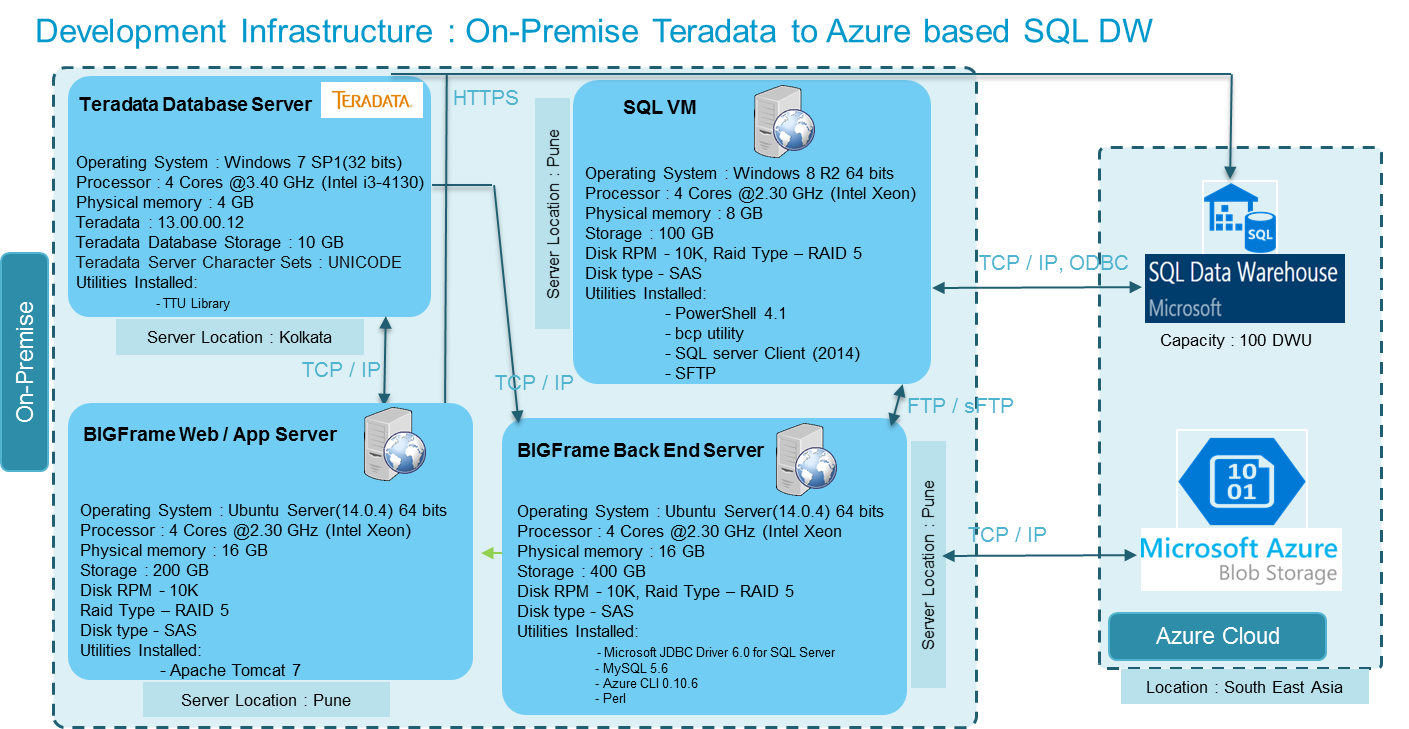 Development Infrastructure : On-Premise Teradata to Azure based SQL DW
On-Premise
Teradata Database Server
TERADATA.
Operating System : Windows 7 SP1(32 bits)
Processor : 4 Cores @3.40 GHz (Intel i3-4130)
Physical memory : 4 GB
Teradata : 13.00.00.12
Teradata Database Storage : 10 GB
Teradata Server Character Sets : UNICODE
Utilities Installed:
- TTU Library
Server Location : Kolkata
HTTPS
TCP / IP
TCP / IP
Server Location : Pune
SQL VM
Operating System : Windows 8 R2 64 bits
Processor : 4 Cores @2.30 GHz (Intel Xeon)
Physical memory : 8 GB
Storage : 100 GB
Disk RPM - 10K, Raid Type – RAID 5
Disk type - SAS
Utilities Installed:
- PowerShell 4.1
- bcp utility
- SQL server Client (2014)
- SFTP
TCP / IP, ODBC
FTP / sFTP
BIGFrame Web / App Server
Operating System : Ubuntu Server(14.0.4) 64 bits
Processor : 4 Cores @2.30 GHz (Intel Xeon)
Physical memory : 16 GB
Storage : 200 GB
Disk RPM - 10K
Raid Type – RAID 5
Disk type - SAS
Utilities Installed:
- Apache Tomcat 7
Server Location : Pune
BIGFrame Back End Server
Operating System : Ubuntu Server(14.0.4) 64 bits
Processor : 4 Cores @2.30 GHz (Intel Xeon
Physical memory : 16 GB
Storage : 400 GB
Disk RPM - 10K, Raid Type – RAID 5
Disk type - SAS
Utilities Installed:
- Microsoft JDBC Driver 6.0 for SQL Server
- MySQL 5.6
- Azure CLI 0.10.6
- Perl
Server Location : Pune
TCP / IP
SQL
SQL Data Warehouse
Microsoft
Capacity : 100 DWU
10
01
Microsoft Azure
Blob Storage
Azure Cloud
Location : South East Asia